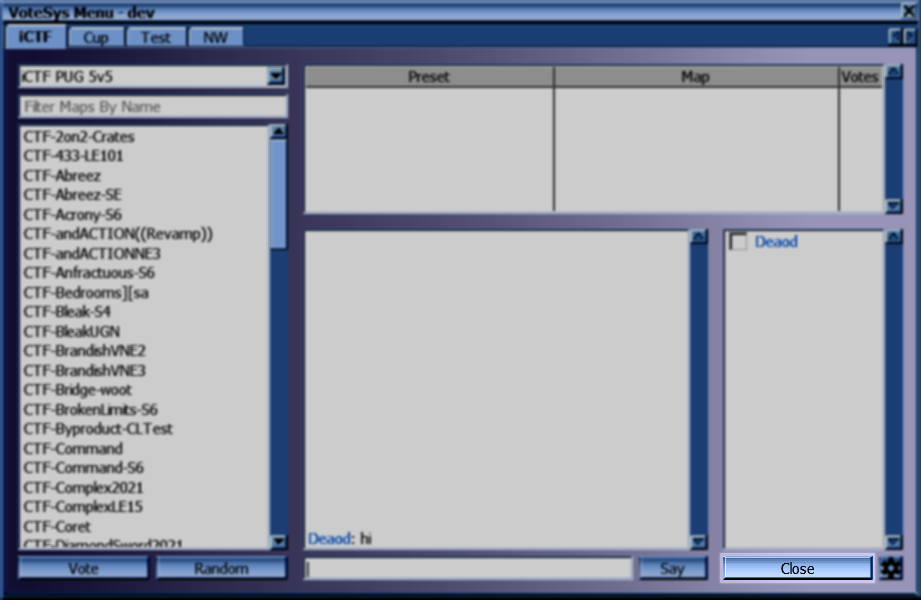 VoteSys Menu - dev
iCTF
Cup
Test
NW
iCTF PUG 5v5
Filter Maps By Name
CTF-2on2-Crates
CTF-433-LE101
CTF-Abreez
CTF-Abreez-SE
CTF-Acrony-S6
CTF-andACTION((Revamp))
CTF-andACTIONNE3
CTF-Anfractuous-S6
CTF-Bedrooms][sa
CTF-Bleak-S4
CTF-BleakUGN
CTF-BrandishVNE2
CTF-BrandishVNE3
CTF-Bridge-woot
CTF-BrokenLimits-S6
CTF-Byproduct-CLTest
CTF-Command
CTF-Command-S6
CTF-Complex2021
CTF-ComplexLE15
CTF-Coret
CTF-DiamondSword2021
Vote
Random
Preset
Map
Votes
Deaod: hi
Say
Deaod
Close